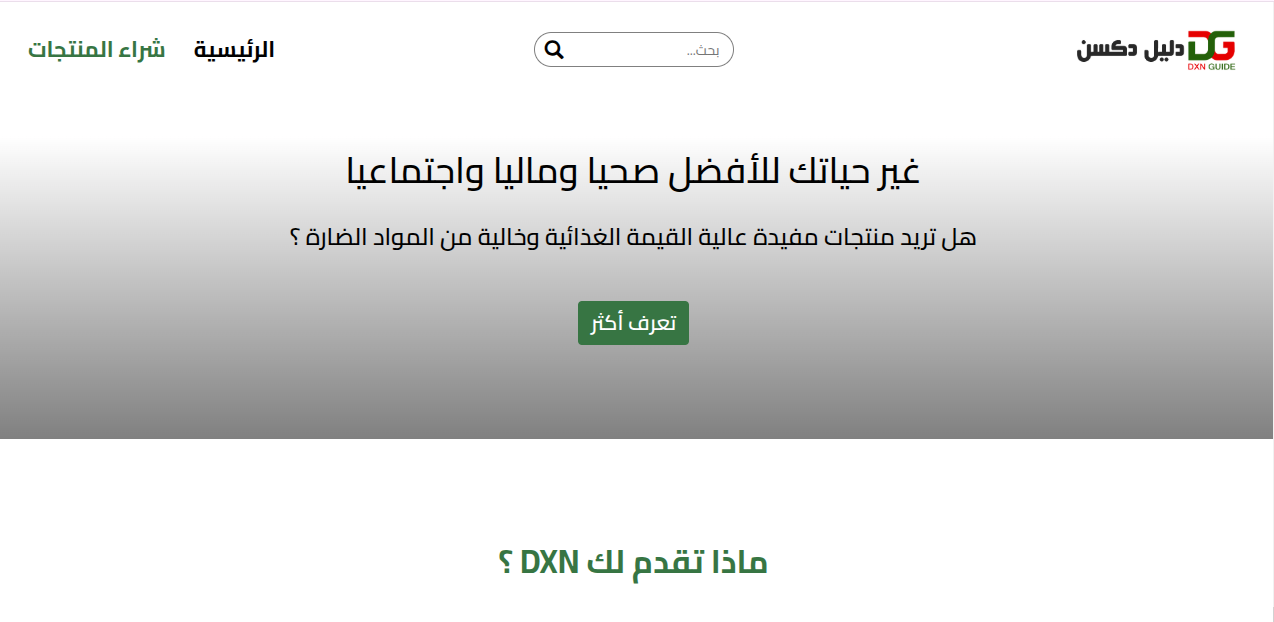 DG دليل دكسن
DXN GUIDE
بحث...
الرئيسية
شراء المنتجات
غير حياتك للأفضل صحيا وماليا واجتماعيا
هل تريد منتجات مفيدة عالية القيمة الغذائية وخالية من المواد الضارة ؟
تعرف أكثر
ماذا تقدم لك DXN ؟